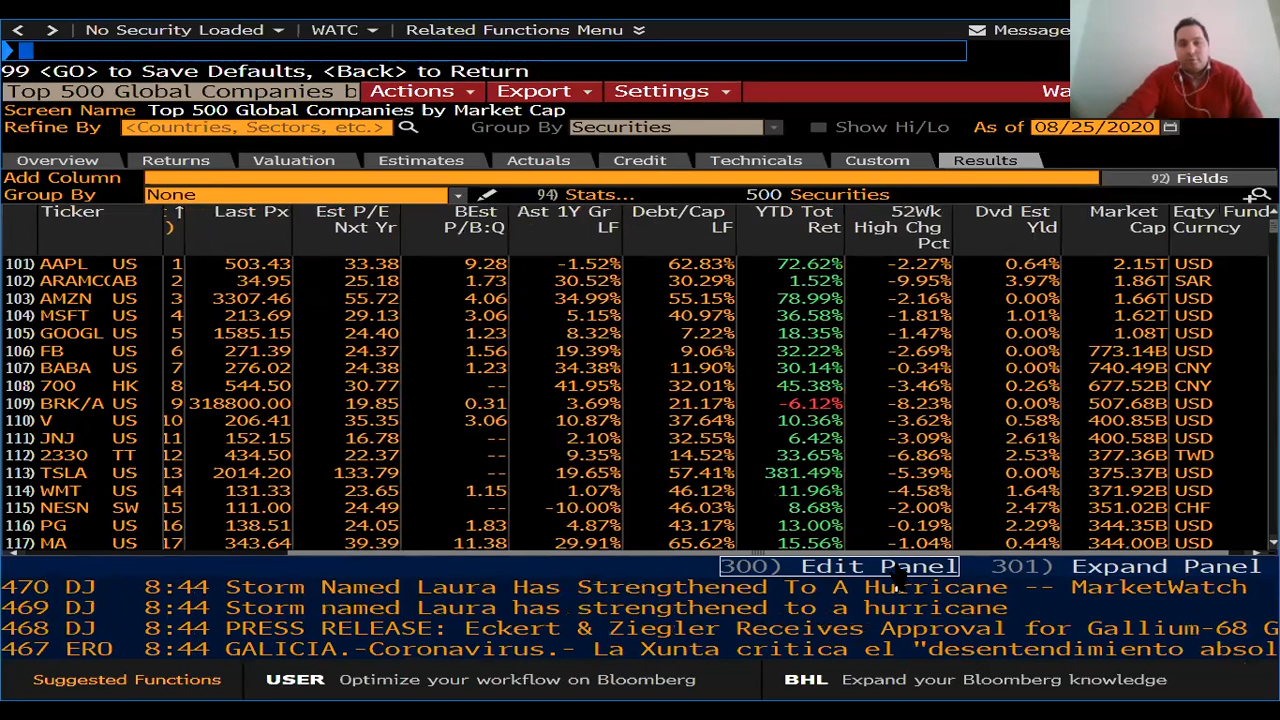 No Security Loaded WATC Related Functions Menu Message
99 <GO> to Save Defaults, <Back> to Return
Top 500 Global Companies b Actions Export Settings Wa
Screen Name Top 500 Global Companies by Market Cap
Refine By <Countries, Sectors, etc.> Group By Securities Show Hi/Lo As of 08/25/2020
Overview Returns Valuation Estimates Actuals Credit Technicals Custom Results
Add Column 92) Fields
Group By None 94) Stats... 500 Securities
Ticker ↑ Last Px Est P/E BEst Ast 1Y Gr Debt/Cap YTD Tot 52Wk Dvd Est Market Eqty Fund
) Nxt Yr P/B:Q LF LF Ret High Chg Yld Cap Curncy
Pct
101) AAPL US 1 503.43 33.38 9.28 -1.52% 62.83% 72.62% -2.27% 0.64% 2.15T USD
102) ARAMC( AB 2 34.95 25.18 1.73 30.52% 30.29% 1.52% -9.95% 3.97% 1.86T SAR
103) AMZN US 3 3307.46 55.72 4.06 34.99% 55.15% 78.99% -2.16% 0.00% 1.66T USD
104) MSFT US 4 213.69 29.13 3.06 5.15% 40.97% 36.58% -1.81% 1.01% 1.62T USD
105) GOOGL US 5 1585.15 24.40 1.23 8.32% 7.22% 18.35% -1.47% 0.00% 1.08T USD
106) FB US 6 271.39 24.37 1.56 19.39% 9.06% 32.22% -2.69% 0.00% 773.14B USD
107) BABA US 7 276.02 24.38 1.23 34.38% 11.90% 30.14% -0.34% 0.00% 740.49B CNY
108) 700 HK 8 544.50 30.77 -- 41.95% 32.01% 45.38% -3.46% 0.26% 677.52B CNY
109) BRK/A US 9 318800.00 19.85 0.31 3.69% 21.17% -6.12% -8.23% 0.00% 507.68B USD
110) V US 10 206.41 35.35 3.06 10.87% 37.64% 10.36% -3.62% 0.58% 400.85B USD
111) JNJ US 11 152.15 16.78 -- 2.10% 32.55% 6.42% -3.09% 2.61% 400.58B USD
112) 2330 TT 12 434.50 22.37 -- 9.35% 14.52% 33.65% -6.86% 2.53% 377.36B TWD
113) TSLA US 13 2014.20 133.79 -- 19.65% 57.41% 381.49% -5.39% 0.00% 375.37B USD
114) WMT US 14 131.33 23.65 1.15 1.07% 46.12% 11.96% -4.58% 1.64% 371.92B USD
115) NESN SW 15 111.00 24.49 -- -10.00% 46.03% 8.68% -2.00% 2.47% 351.02B CHF
116) PG US 16 138.51 24.05 1.83 4.87% 43.17% 13.00% -0.19% 2.29% 344.35B USD
117) MA US 17 343.64 39.39 11.38 29.91% 65.62% 15.56% -1.04% 0.44% 344.00B USD
300) Edit Panel 301) Expand Panel
470 DJ 8:44 Storm Named Laura Has Strengthened To A Hurricane -- MarketWatch
469 DJ 8:44 Storm named Laura has strengthened to a hurricane
468 DJ 8:44 PRESS RELEASE: Eckert & Ziegler Receives Approval for Gallium-68 G
467 ERO 8:44 GALICIA.-Coronavirus.- La Xunta critica el "desentendimiento absol
Suggested Functions USER Optimize your workflow on Bloomberg BHL Expand your Bloomberg knowledge